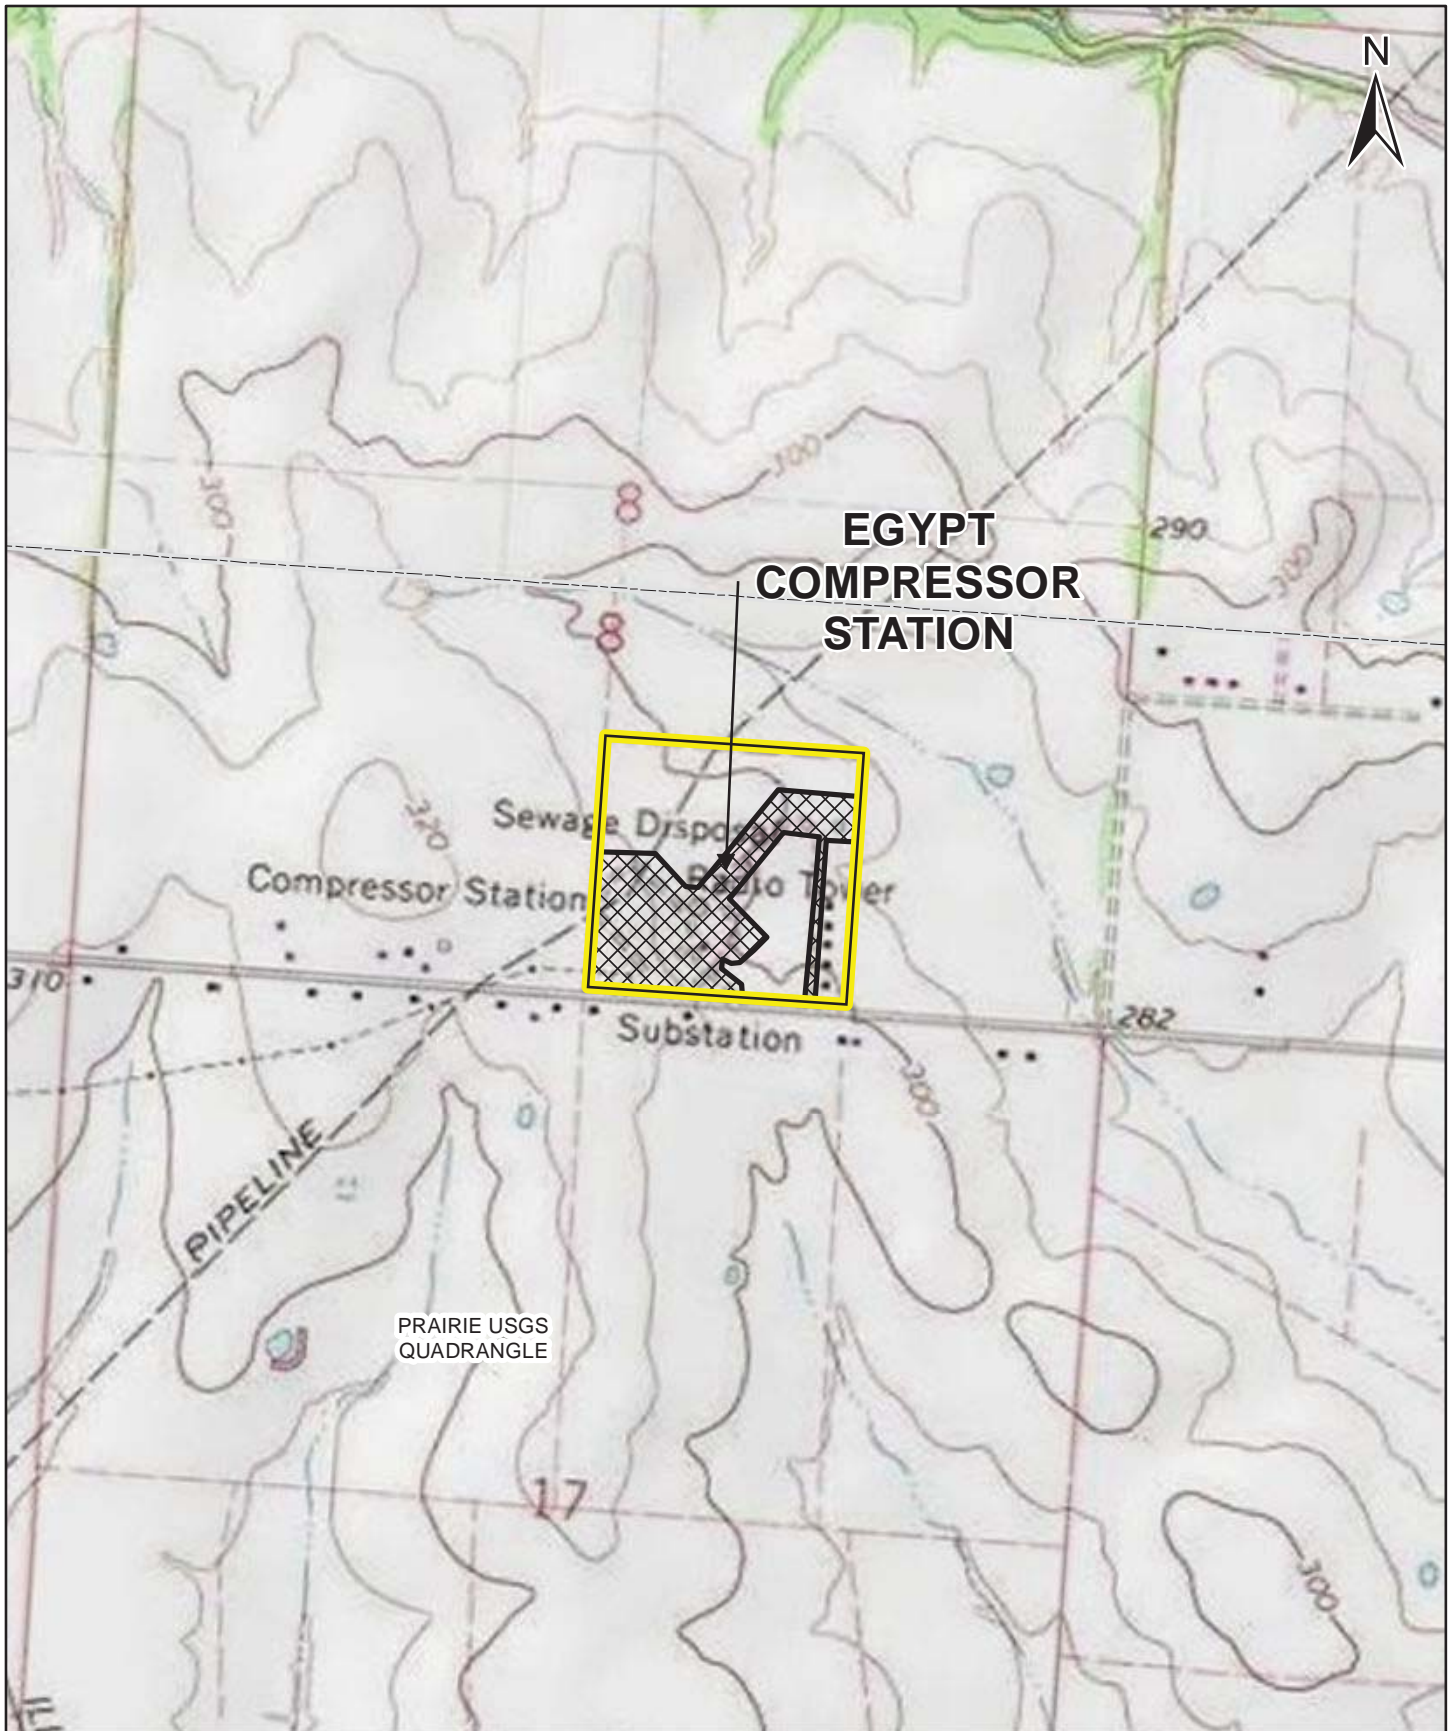 N
300
300
8
290
EGYPT
COMPRESSOR
STATION
300
8
320
Sewage Disposal
Compressor Station
Radio Tower
310
282
Substation
300
PIPELINE
PRAIRIE USGS
QUADRANGLE
17
300